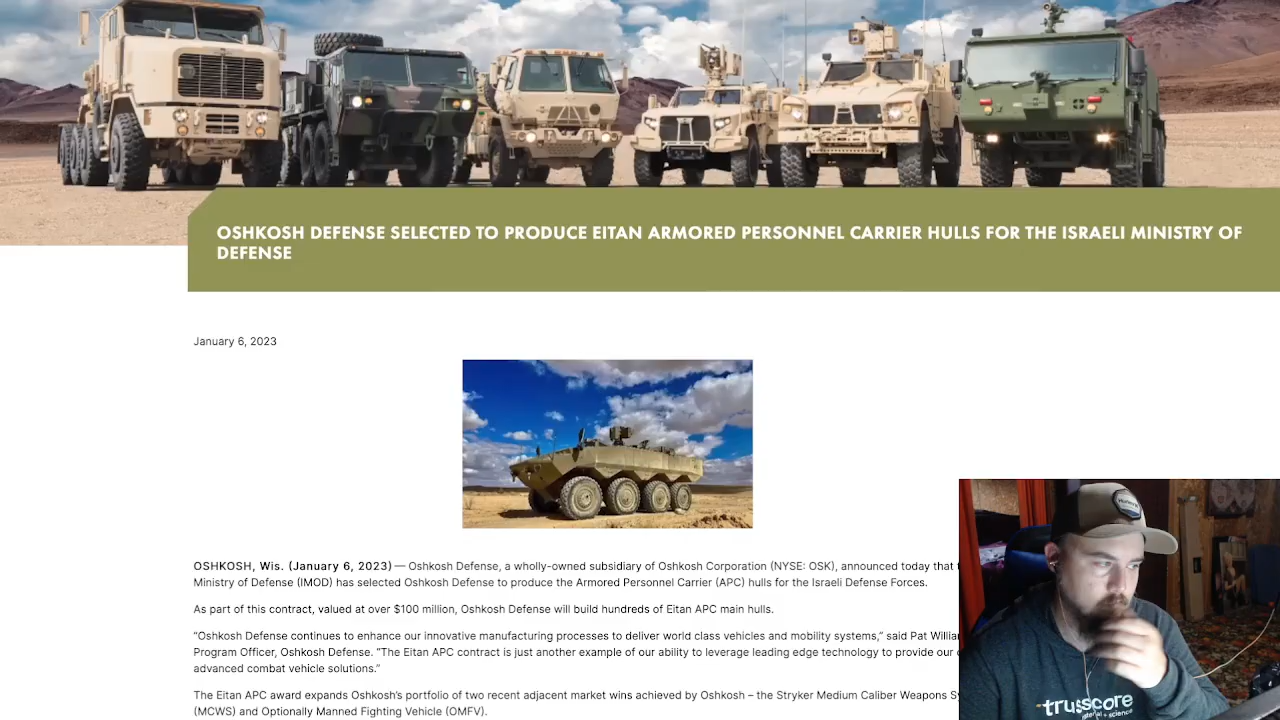 OSHKOSH DEFENSE SELECTED TO PRODUCE EITAN ARMORED PERSONNEL CARRIER HULLS FOR THE ISRAELI MINISTRY OF
DEFENSE
January 6, 2023
OSHKOSH, Wis. (January 6, 2023) — Oshkosh Defense, a wholly-owned subsidiary of Oshkosh Corporation (NYSE: OSK), announced today that
Ministry of Defense (IMOD) has selected Oshkosh Defense to produce the Armored Personnel Carrier (APC) hulls for the Israeli Defense Forces.
As part of this contract, valued at over $100 million, Oshkosh Defense will build hundreds of Eitan APC main hulls.
“Oshkosh Defense continues to enhance our innovative manufacturing processes to deliver world class vehicles and mobility systems,” said Pat
Program Officer, Oshkosh Defense. “The Eitan APC contract is just another example of our ability to leverage leading edge technology to provide our
advanced combat vehicle solutions.”
The Eitan APC award expands Oshkosh’s portfolio of two recent adjacent market wins achieved by Oshkosh – the Stryker Medium Caliber Weapons
(MCWS) and Optionally Manned Fighting Vehicle (OMFV).
trusscore
material + science